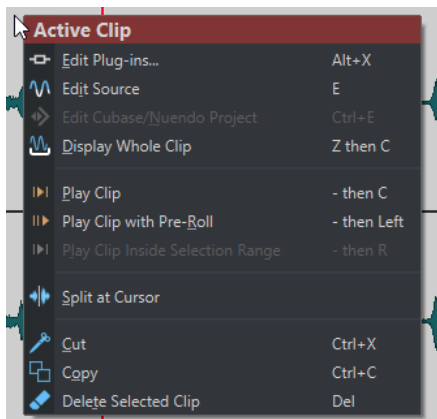 Active Clip
Edit Plug-ins... Alt+X
Edit Source E
Edit Cubase/Nuendo Project Ctrl+E
Display Whole Clip Z then C
Play Clip - then C
Play Clip with Pre-Roll - then Left
Play Clip Inside Selection Range - then R
Split at Cursor
Cut Ctrl+X
Copy Ctrl+C
Delete Selected Clip Del